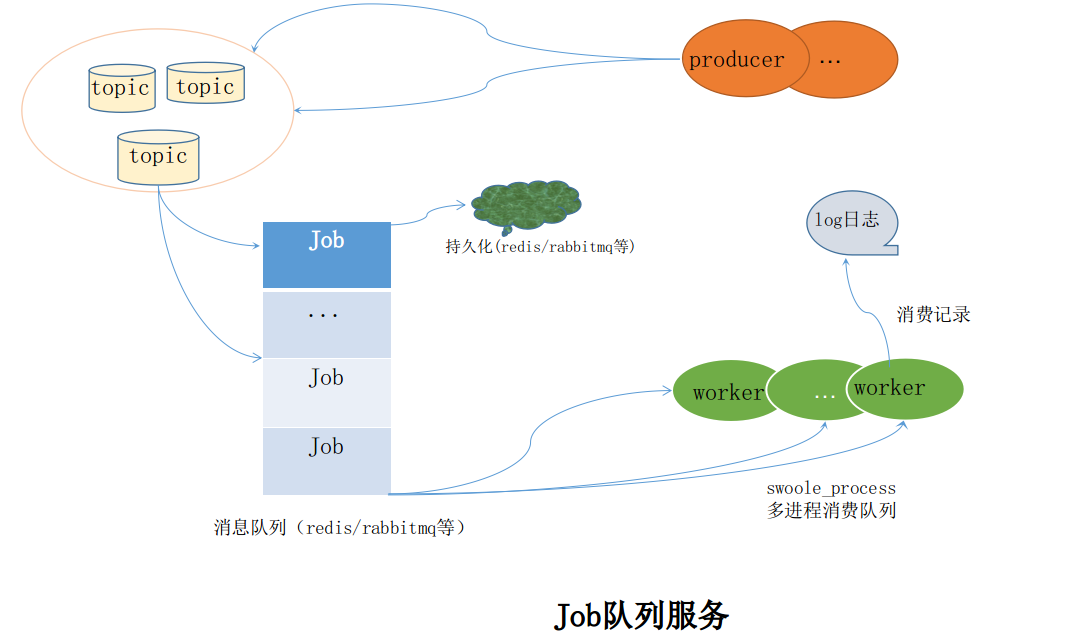 producer
...
topic
topic
topic
Job
持久化(redis/rabbitmq等)
log日志
...
消费记录
Job
worker
...
worker
Job
swoole_process
多进程消费队列
消息队列（redis/rabbitmq等）
Job队列服务